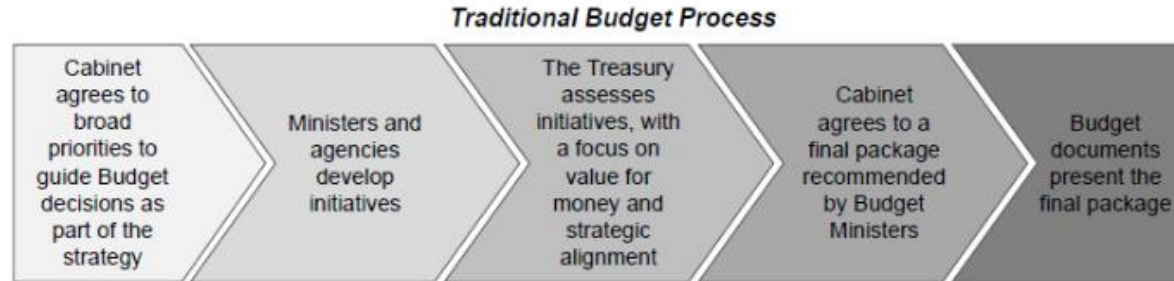 Traditional Budget Process
Cabinet
agrees to
broad
priorities to
guide Budget
decisions as
part of the
strategy
Ministers and
agencies
develop
initiatives
The Treasury
assesses
initiatives, with
a focus on
value for
money and
strategic
alignment
Cabinet
agrees to a
final package
recommended
by Budget
Ministers
Budget
documents
present the
final package